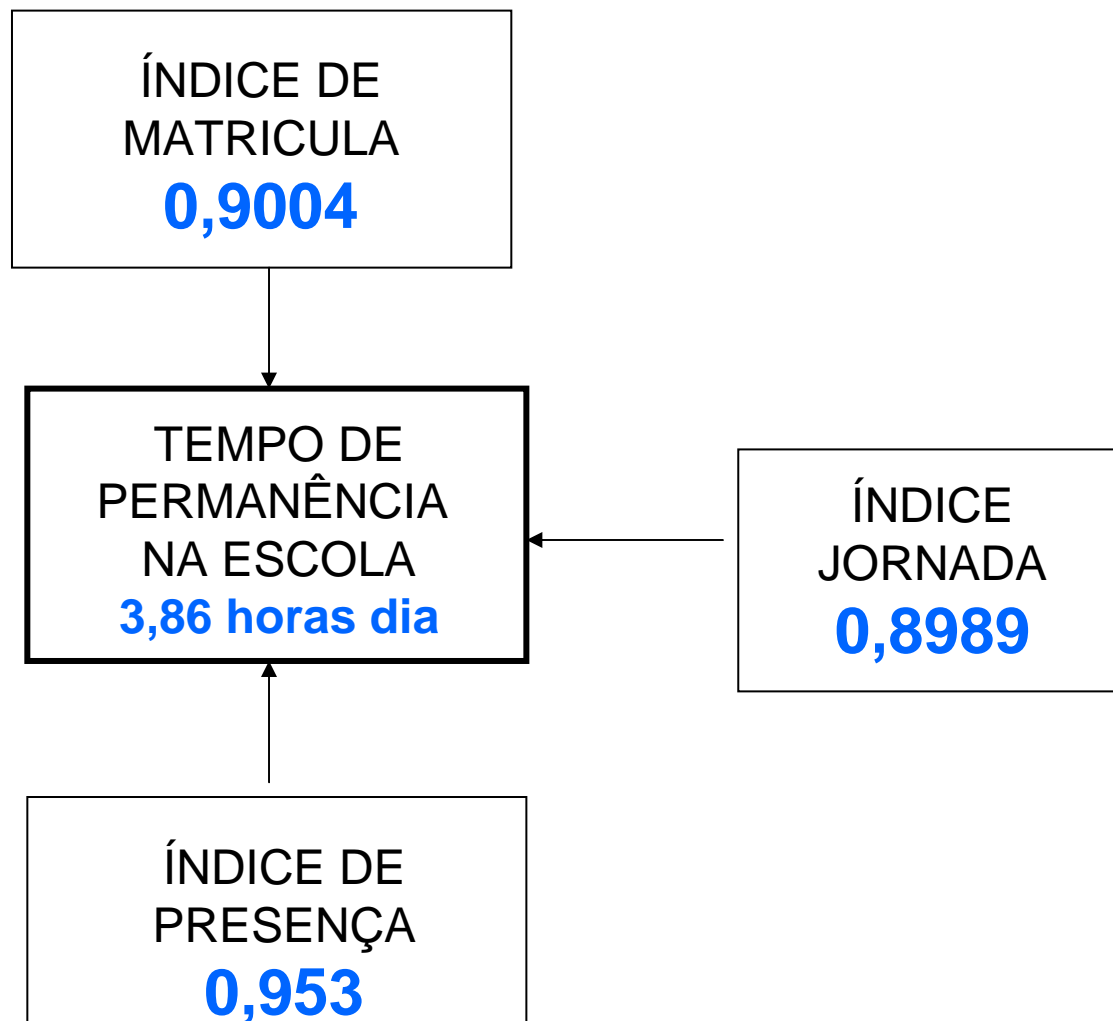 ÍNDICE DE
MATRICULA
0,9004
TEMPO DE
PERMANÊNCIA
NA ESCOLA
3,86 horas dia
ÍNDICE
JORNADA
0,8989
ÍNDICE DE
PRESENÇA
0,953